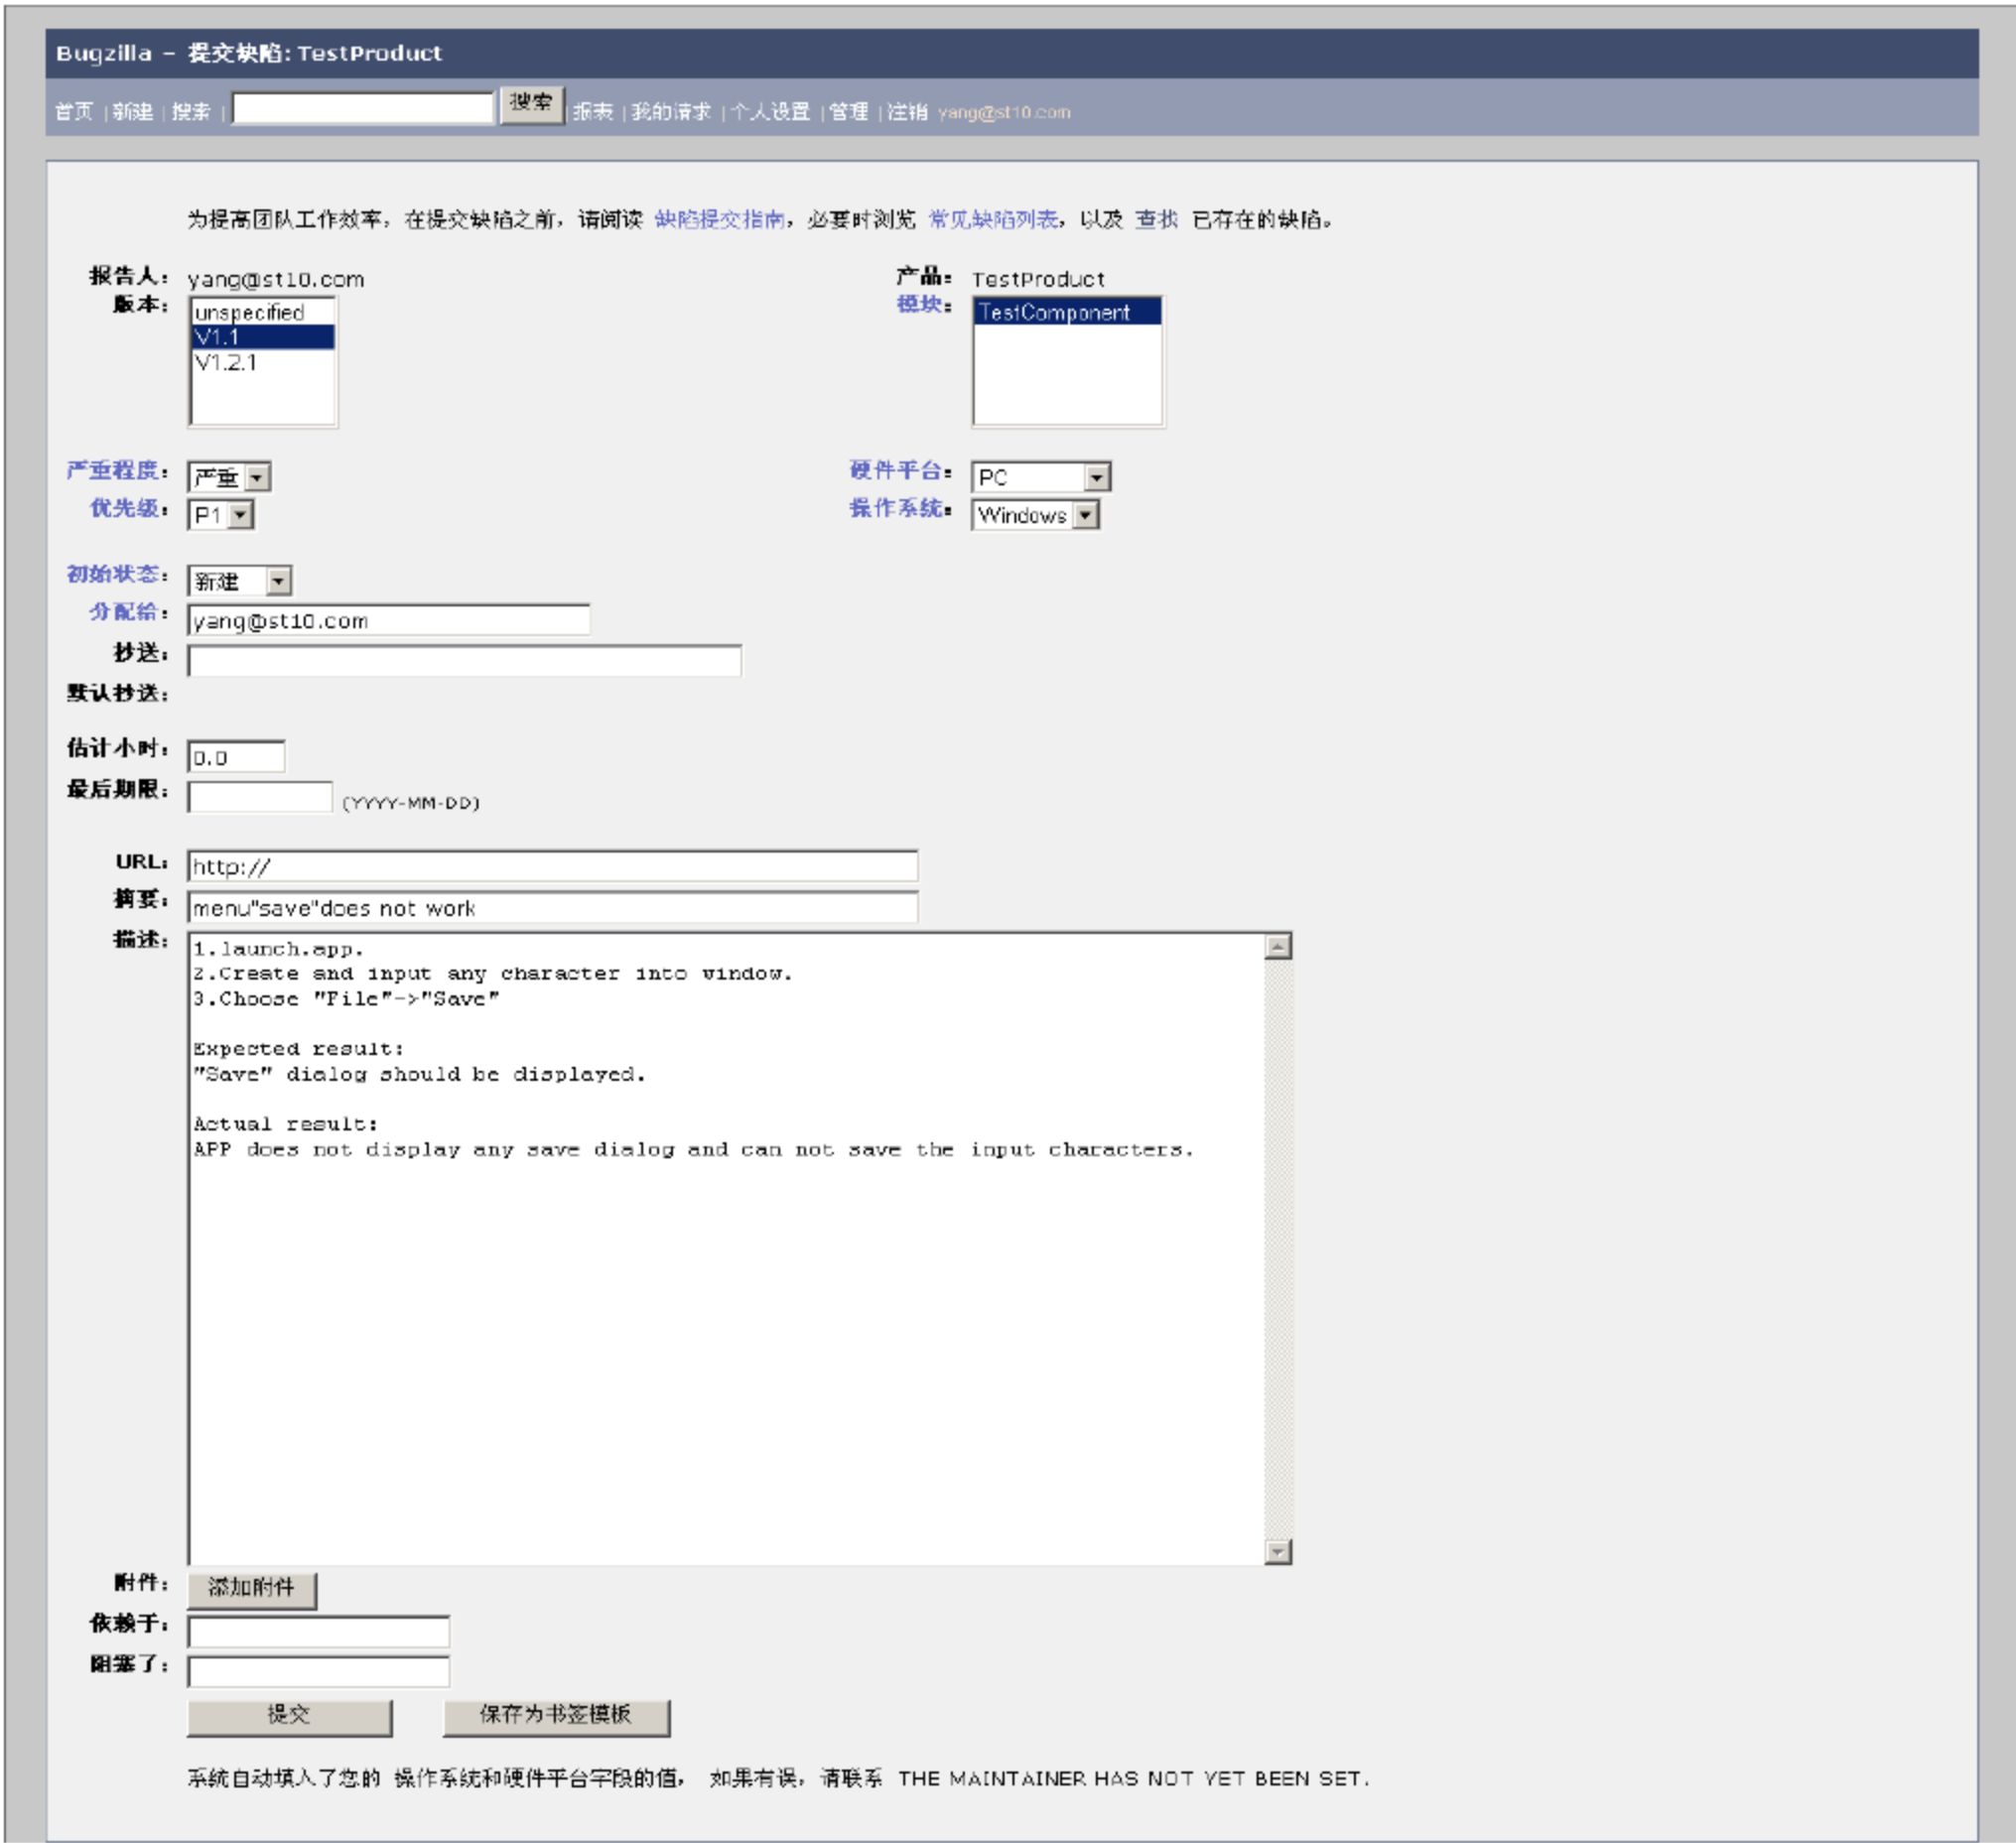 Bugzilla – 提交缺陷: TestProduct
首页 | 新建 | 搜索 | 搜索 | 报表 | 我的请求 | 个人设置 | 管理 | 注销 yang@st10.com
为提高团队工作效率，在提交缺陷之前，请阅读 缺陷提交指南，必要时浏览 常见缺陷列表，以及 查找 已存在的缺陷。
报告人: yang@st10.com 产品: TestProduct
版本: unspecified 模块: TestComponent
V1.1
V1.2.1
严重程度: 严重 硬件平台: PC
优先级: P1 操作系统: Windows
初始状态: 新建
分配给: yang@st10.com
抄送:
默认抄送:
估计小时: 0.0
最后期限: (YYYY-MM-DD)
URL: http://
摘要: menu"save"does not work
描述: 1.launch.app.
2.Create and input any character into window.
3.Choose "File"->"Save"
Expected result:
"Save" dialog should be displayed.
Actual result:
APP does not display any save dialog and can not save the input characters.
附件: 添加附件
依赖于:
阻塞了:
提交 保存为书签模板
系统自动填入了您的 操作系统和硬件平台字段的值， 如果有误，请联系 THE MAINTAINER HAS NOT YET BEEN SET.